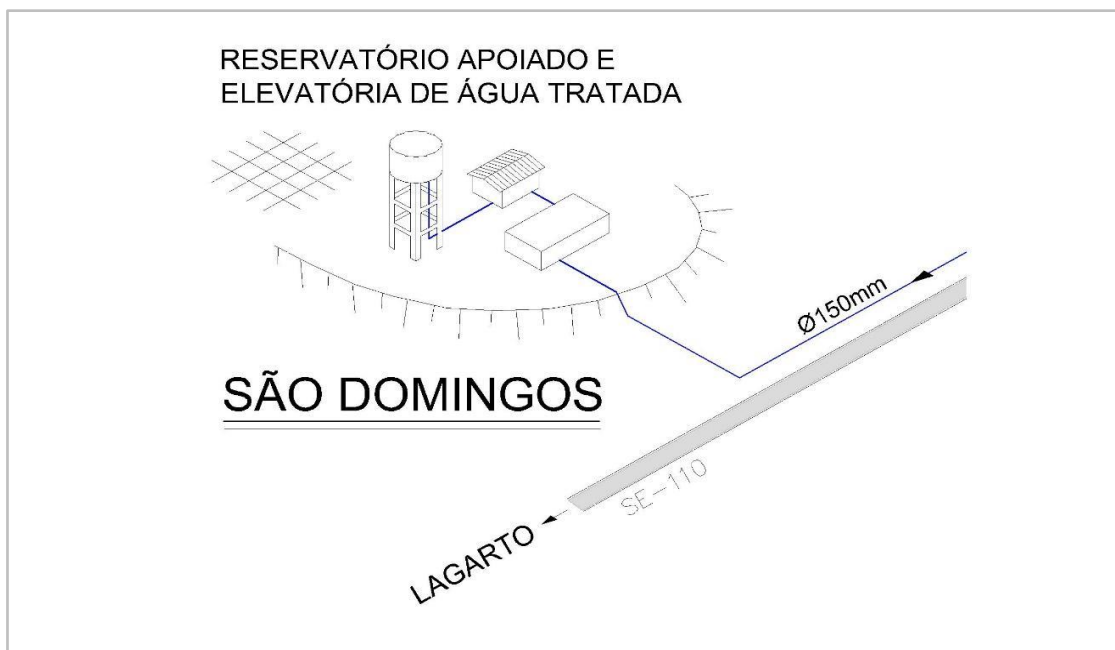 RESERVATÓRIO APOIADO E
ELEVATÓRIA DE ÁGUA TRATADA
Ø150mm
SÃO DOMINGOS
SE-110
LAGARTO